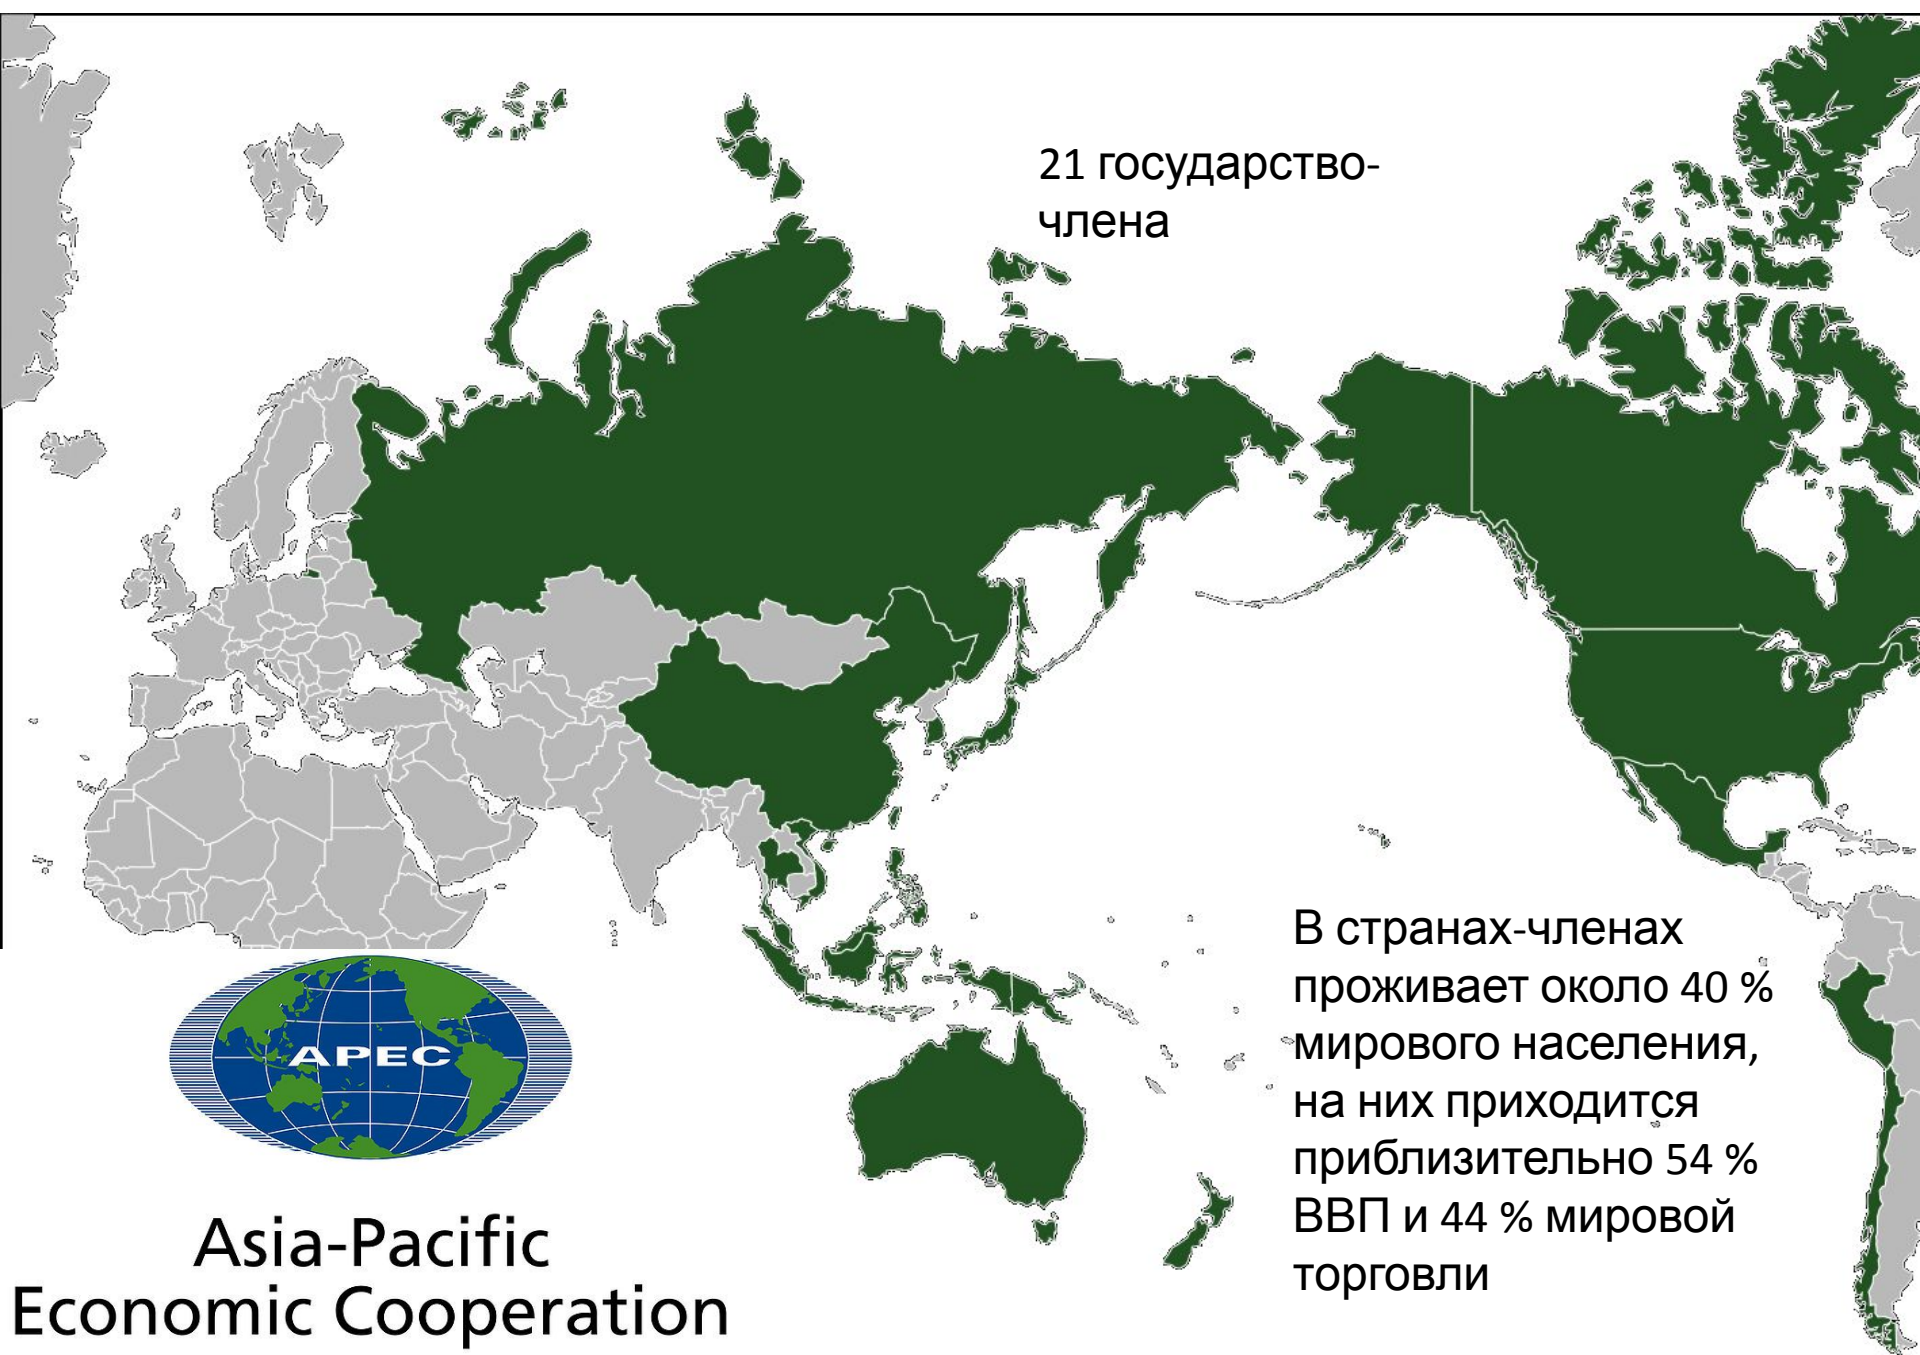 21 государство-
члена
В странах-членах
проживает около 40 %
мирового населения,
на них приходится
приблизительно 54 %
ВВП и 44 % мировой
торговли
APEC
Asia-Pacific
Economic Cooperation